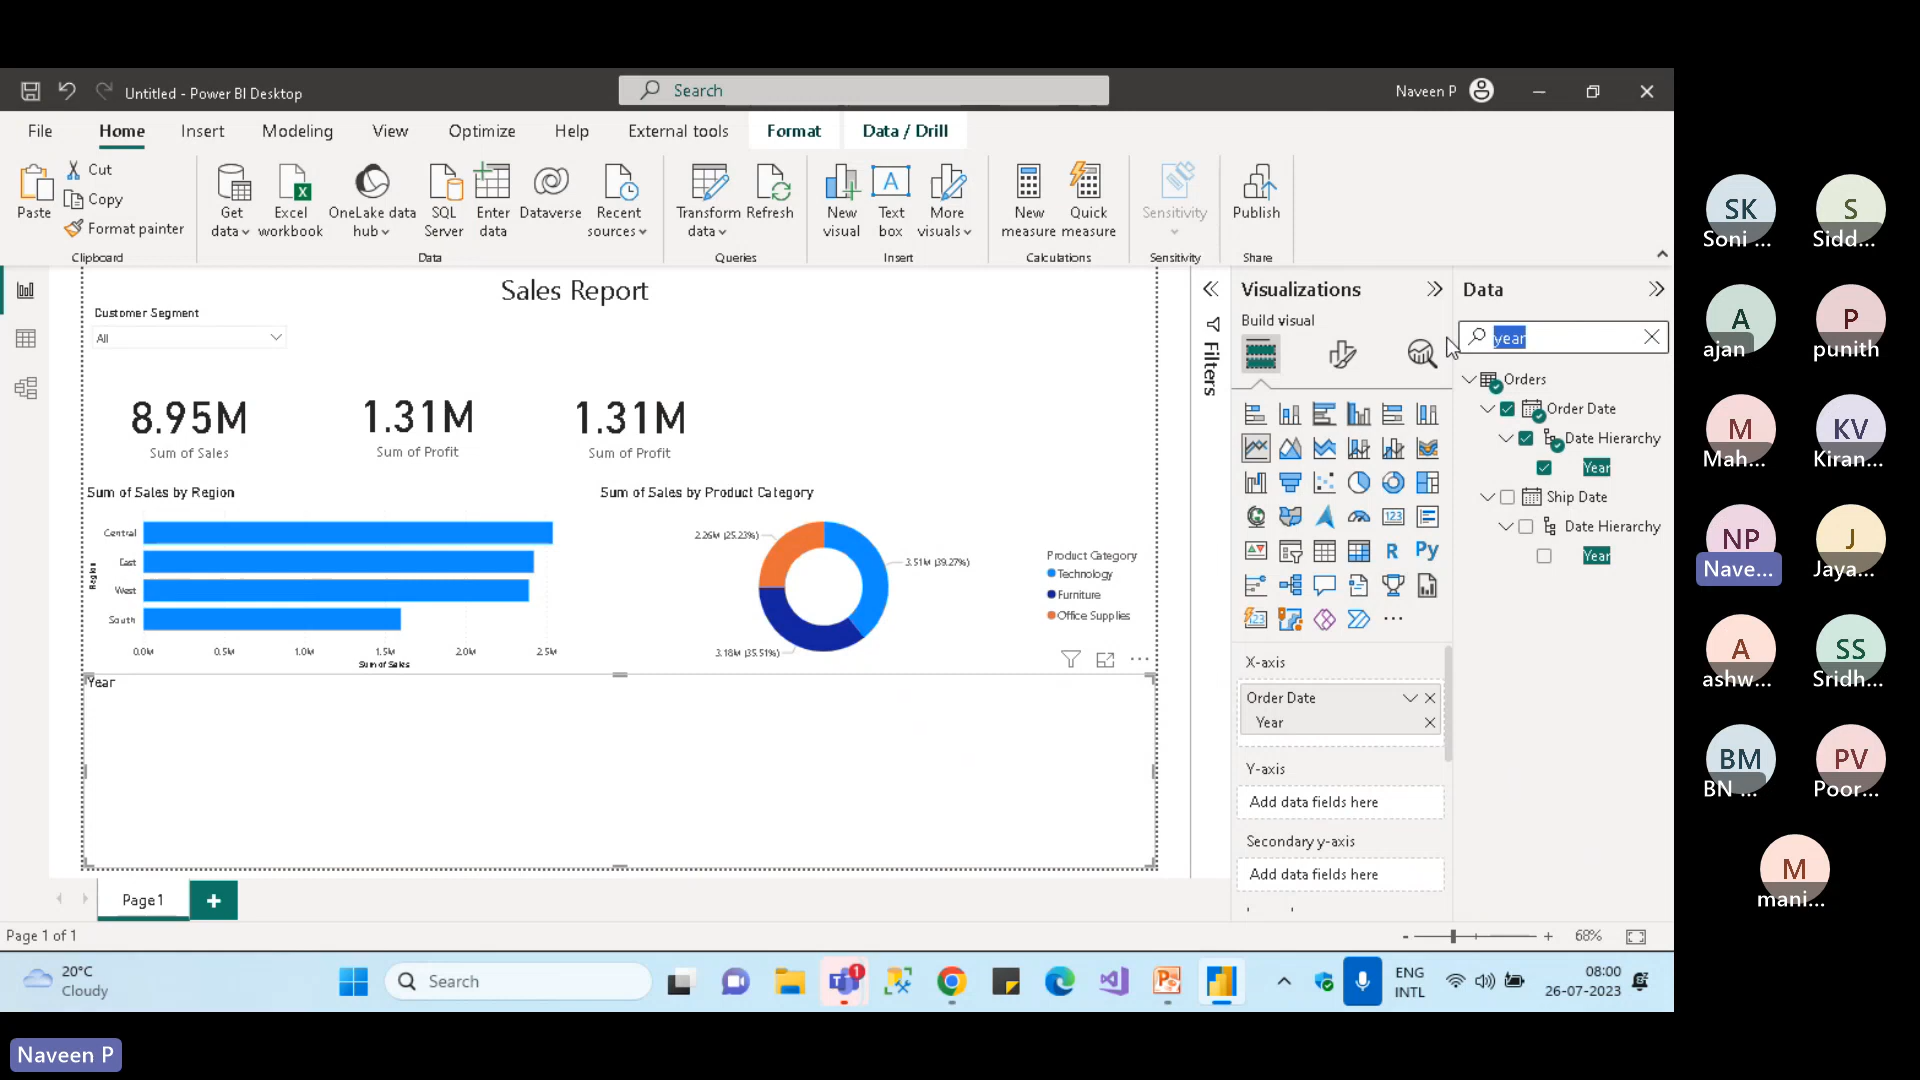 Untitled - Power BI Desktop
Search
Naveen P
File
Home
Insert
Modeling
View
Optimize
Help
External tools
Format
Data / Drill
Paste
Cut
Copy
Format painter
Clipboard
Get data
Excel workbook
OneLake data hub
SQL Server
Enter data
Dataverse
Recent sources
Data
Transform data
Refresh
Queries
New visual
Text box
More visuals
Insert
New measure
Quick measure
Calculations
Sensitivity
Sensitivity
Publish
Share
Sales Report
Customer Segment
All
8.95M
Sum of Sales
1.31M
Sum of Profit
1.31M
Sum of Profit
Sum of Sales by Region
Region
Central
East
West
South
0.0M
0.5M
1.0M
1.5M
2.0M
2.5M
Sum of Sales
Sum of Sales by Product Category
2.26M (25.23%)
3.51M (39.27%)
3.18M (35.51%)
Product Category
Technology
Furniture
Office Supplies
Year
Filters
Visualizations
Build visual
123
R
Py
123
X-axis
Order Date
Year
Y-axis
Add data fields here
Secondary y-axis
Add data fields here
Data
year
Orders
Order Date
Date Hierarchy
Year
Ship Date
Date Hierarchy
Year
Page 1
Page 1 of 1
68%
20°C
Cloudy
Search
1
ENG
INTL
08:00
26-07-2023
SK
Soni ...
S
Sidd...
A
ajan
P
punith
M
Mah...
KV
Kiran...
NP
Nave...
J
Jaya...
A
ashw...
SS
Sridh...
BM
BN ...
PV
Poor...
M
mani...
Naveen P